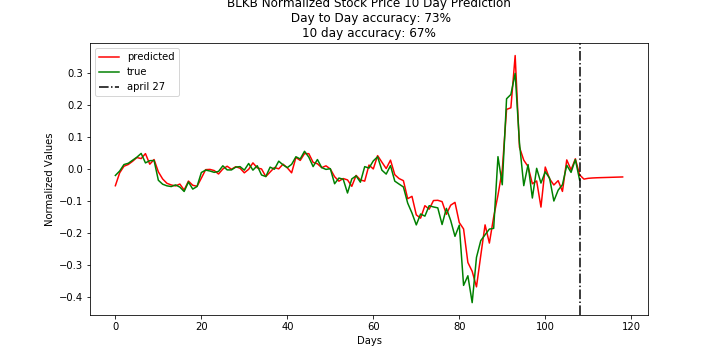 BLKB Normalized Stock Price 10 Day Prediction
Day to Day accuracy: 73%
10 day accuracy: 67%
predicted
true
april 27
Normalized Values
0.3
0.2
0.1
0.0
−0.1
−0.2
−0.3
−0.4
0
20
40
60
80
100
120
Days